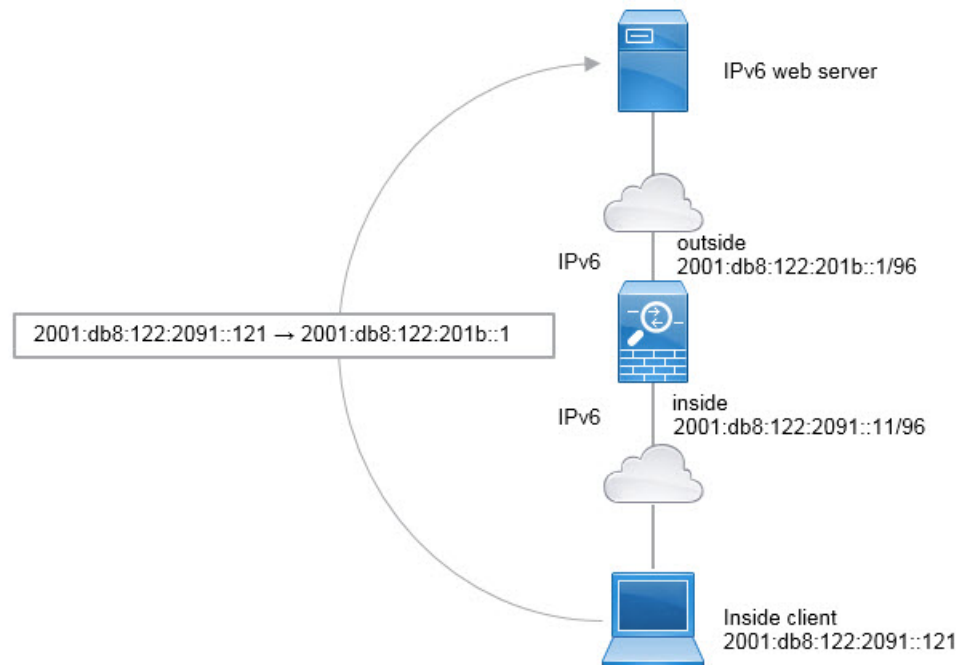 IPv6 web server
outside
IPv6
2001:db8:122:201b::1/96
2001:db8:122:2091::121 → 2001:db8:122:201b::1
inside
IPv6
2001:db8:122:2091::11/96
Inside client
2001:db8:122:2091::121